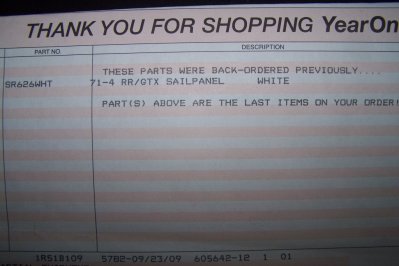 THANK YOU FOR SHOPPING YearOn
PART NO.
DESCRIPTION
THESE PARTS WERE BACK-ORDERED PREVIOUSLY....
SR626WHT 71-4 RR/GTX SAILPANEL WHITE
PART(S) ABOVE ARE THE LAST ITEMS ON YOUR ORDER!
1R51B109 5782-09/23/09 605642-12 1 01